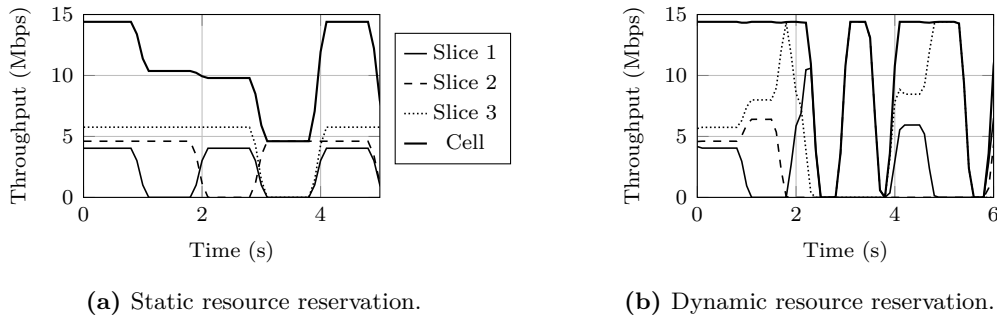 Throughput (Mbps)
15
10
5
0
0
2
4
Time (s)
Slice 1
Slice 2
Slice 3
Cell
Throughput (Mbps)
15
10
5
0
0
2
4
6
Time (s)
(a) Static resource reservation.
(b) Dynamic resource reservation.